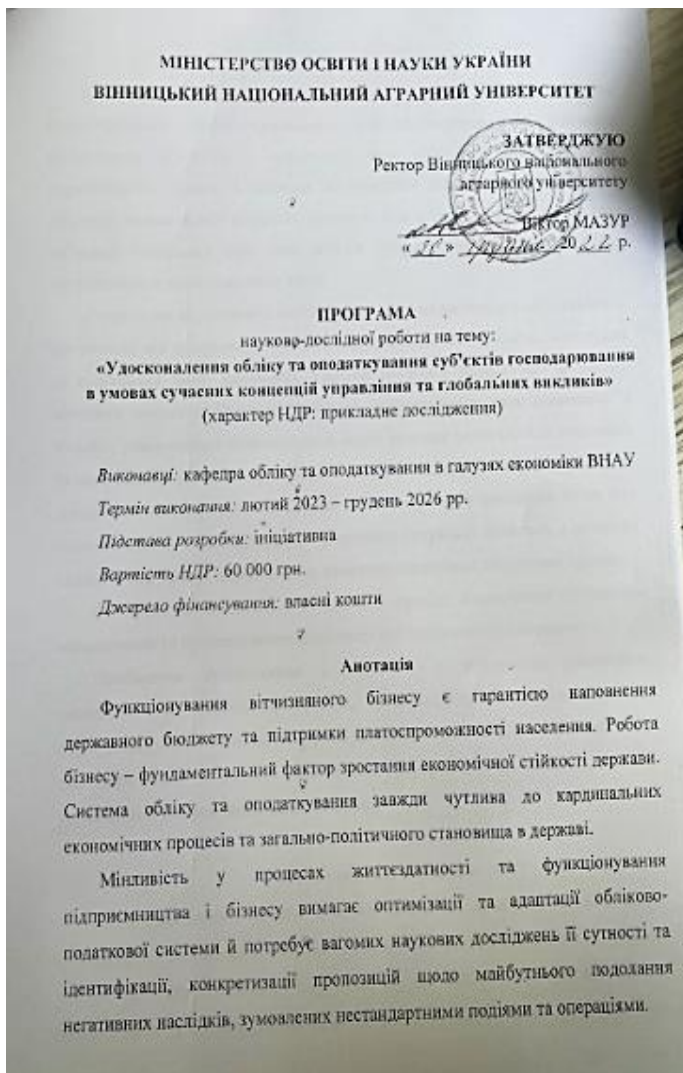 МІНІСТЕРСТВО ОСВІТИ І НАУКИ УКРАЇНИ
ВІННИЦЬКИЙ НАЦІОНАЛЬНИЙ АГРАРНИЙ УНІВЕРСИТЕТ
ЗАТВЕРДЖУЮ
Ректор Вінницького національного
аграрного університету
Віктор МАЗУР
« » грудня 2022 р.
ПРОГРАМА
науково-дослідної роботи на тему:
«Удосконалення обліку та оподаткування суб'єктів господарювання
в умовах сучасних концепцій управління та глобальних викликів»
(характер НДР: прикладне дослідження)
Виконавці: кафедра обліку та оподаткування в галузях економіки ВНАУ
Термін виконання: лютий 2023 – грудень 2026 рр.
Підстава розробки: ініціативна
Вартість НДР: 60 000 грн.
Джерело фінансування: власні кошти
Анотація
Функціонування вітчизняного бізнесу є гарантією наповнення
державного бюджету та підтримки платоспроможності населення. Робота
бізнесу – фундаментальний фактор зростання економічної стійкості держави.
Система обліку та оподаткування завжди чутлива до кардинальних
економічних процесів та загально-політичного становища в державі.
Мінливість у процесах життєздатності та функціонування
підприємництва і бізнесу вимагає оптимізації та адаптації обліково-
податкової системи й потребує вагомих наукових досліджень її сутності та
ідентифікації, конкретизації пропозицій щодо майбутнього подолання
негативних наслідків, зумовлених нестандартними подіями та операціями.